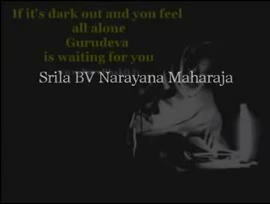 If it's dark out and you feel
all alone
Gurudeva
is waiting for you
Srila BV Narayana Maharaja